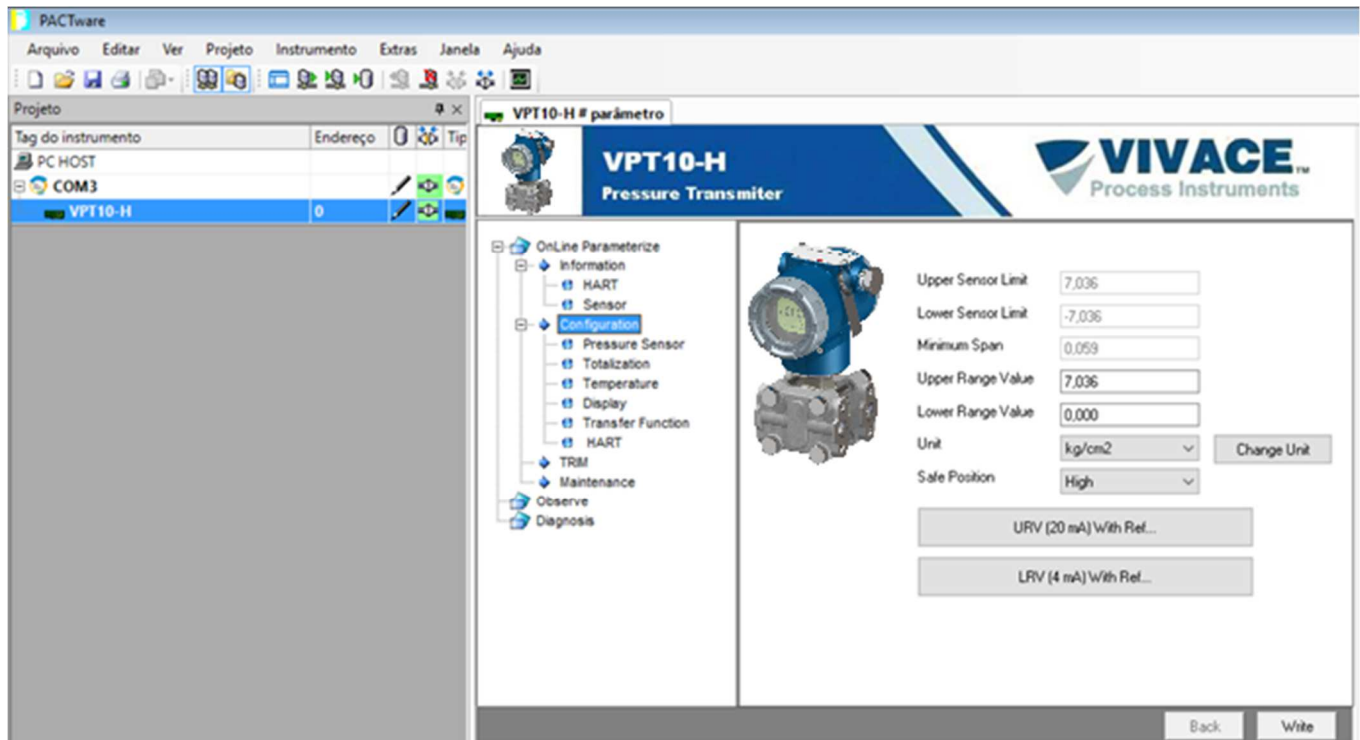 PACTware
Arquivo Editar Ver Projeto Instrumento Extras Janela Ajuda
Projeto
Tag do instrumento Endereço Tip
PC HOST
COM3
VPT10-H 0
VPT10-H # parâmetro
VPT10-H
Pressure Transmiter
VIVACE™
Process Instruments
OnLine Parameterize
Information
HART
Sensor
Configuration
Pressure Sensor
Totalization
Temperature
Display
Transfer Function
HART
TRIM
Maintenance
Observe
Diagnosis
Upper Sensor Limit 7,036
Lower Sensor Limit -7,036
Minimum Span 0,059
Upper Range Value 7,036
Lower Range Value 0,000
Unit kg/cm2 Change Unit
Safe Position High
URV (20 mA) With Ref...
LRV (4 mA) With Ref...
Back Write